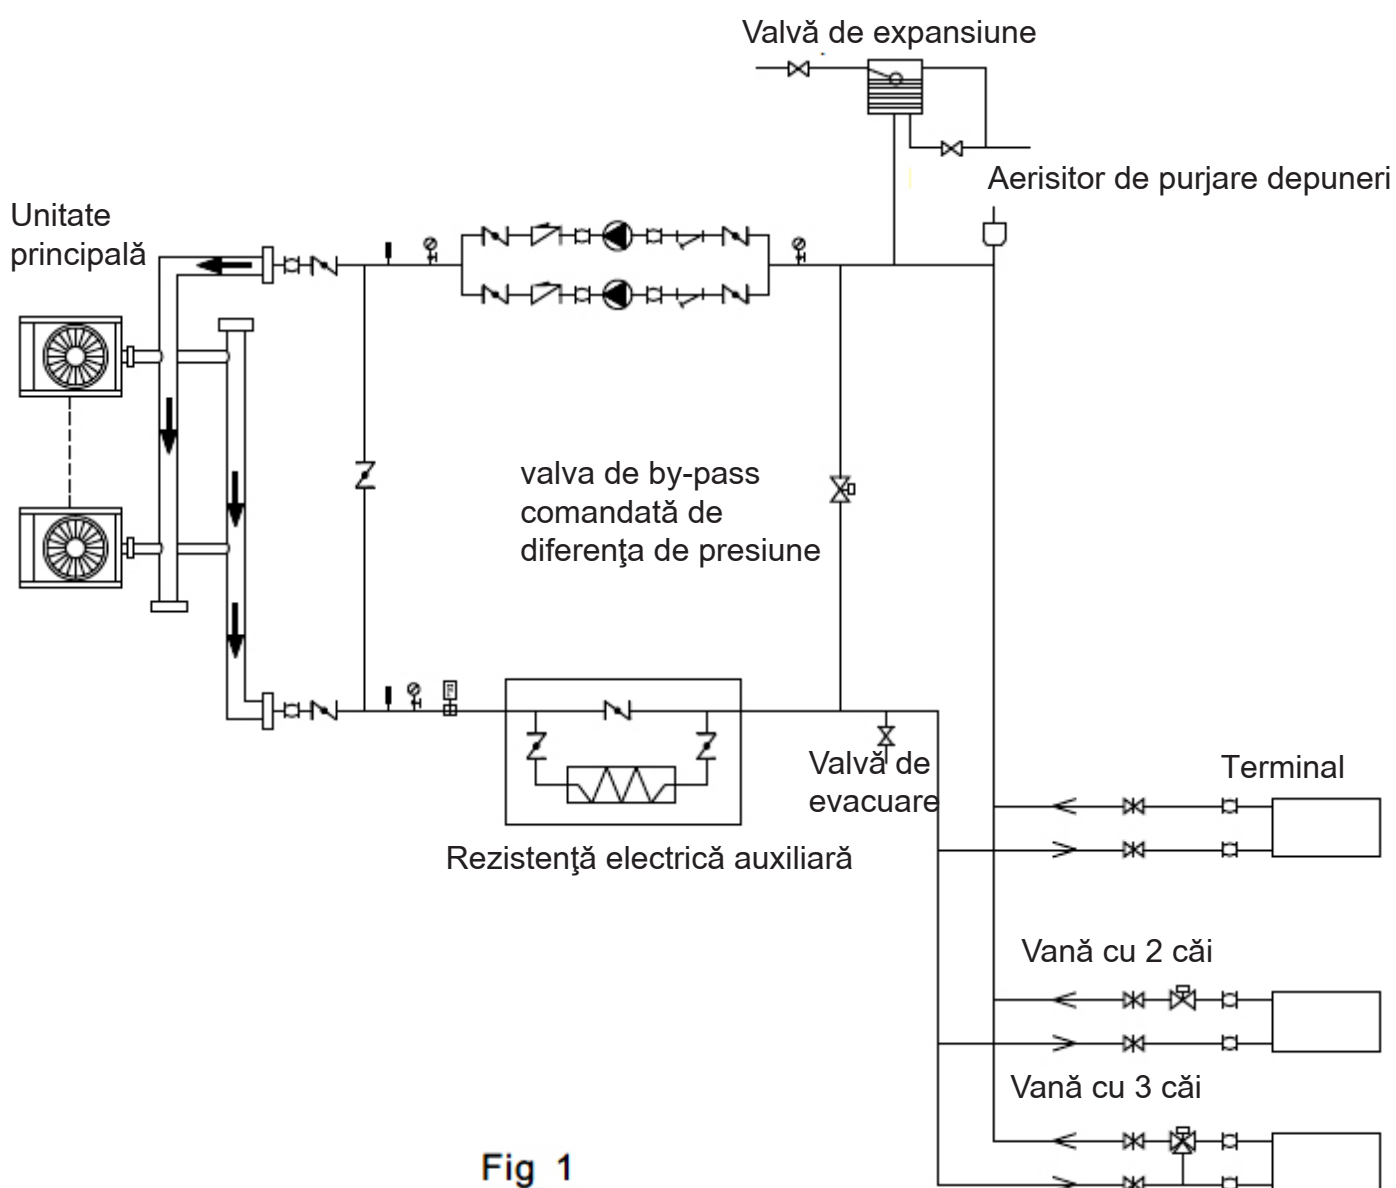 Valvă de expansiune
Aerisitor de purjare depuneri
Unitate
principală
valva de by-pass
comandată de
diferenţa de presiune
Valvă de
evacuare
Terminal
Rezistenţă electrică auxiliară
Vană cu 2 căi
Vană cu 3 căi
Fig 1